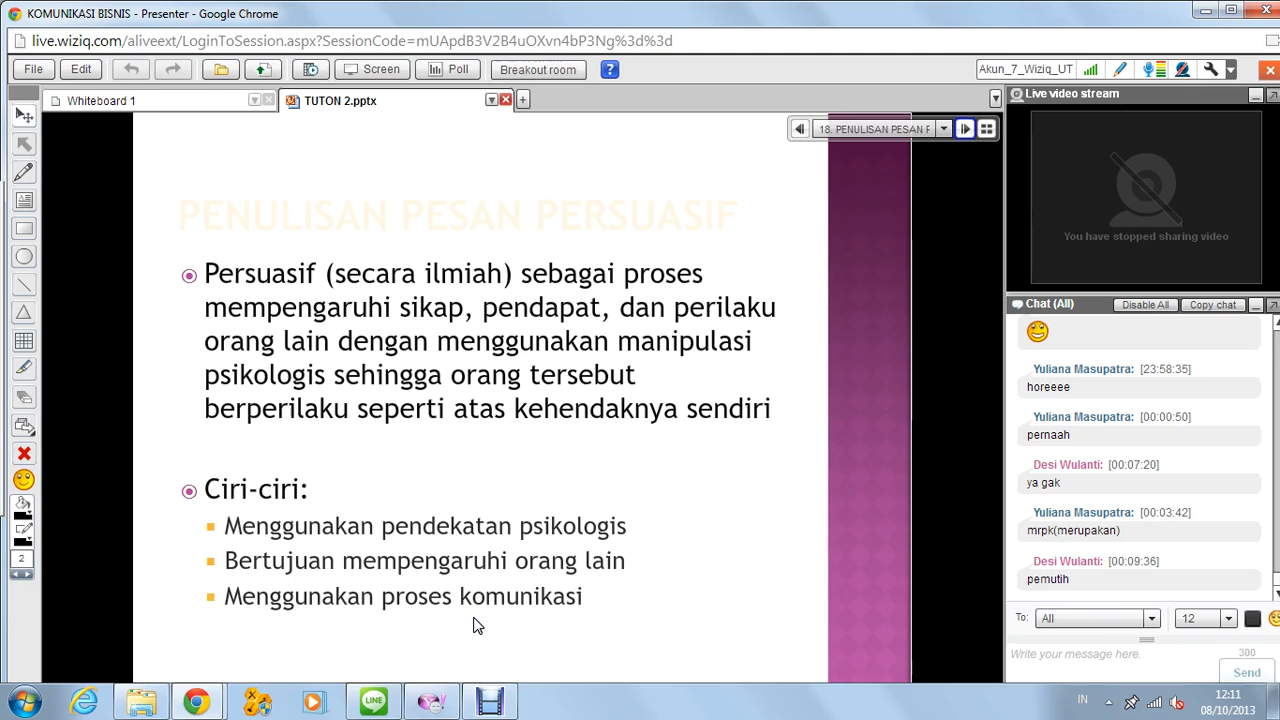 KOMUNIKASI BISNIS - Presenter - Google Chrome
live.wiziq.com/aliveext/LoginToSession.aspx?SessionCode=mUApdB3V2B4uOXvn4bP3Ng%3d%3d
File Edit Screen Poll Breakout room ? Akun_7_Wiziq_UT
Whiteboard 1 TUTON 2.pptx
Live video stream
18. PENULISAN PESAN P
You have stopped sharing video
PENULISAN PESAN PERSUASIF
Persuasif (secara ilmiah) sebagai proses
mempengaruhi sikap, pendapat, dan perilaku
orang lain dengan menggunakan manipulasi
psikologis sehingga orang tersebut
berperilaku seperti atas kehendaknya sendiri
Ciri-ciri:
Menggunakan pendekatan psikologis
Bertujuan mempengaruhi orang lain
Menggunakan proses komunikasi
2
Chat (All) Disable All Copy chat
Yuliana Masupatra: [23:58:35]
horeeee
Yuliana Masupatra: [00:00:50]
pernaah
Desi Wulanti: [00:07:20]
ya gak
Yuliana Masupatra: [00:03:42]
mrpk(merupakan)
Desi Wulanti: [00:09:36]
pemutih
To: All 12
Write your message here. 300
Send
LINE
IN 12:11
08/10/2013